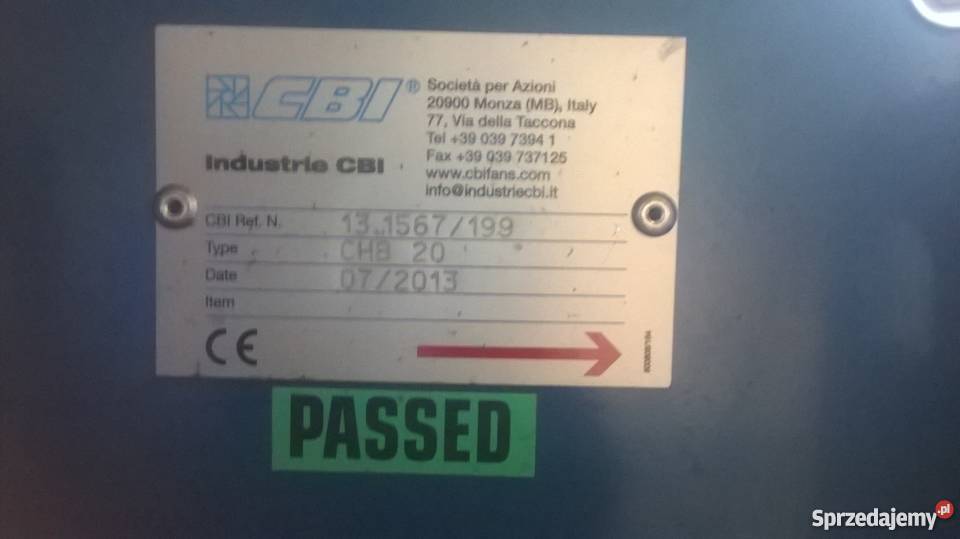 CBI®
Società per Azioni
20900 Monza (MB), Italy
77, Via della Taccona
Tel +39 039 7394 1
Fax +39 039 737125
www.cbifans.com
info@industriecbi.it
Industrie CBI
CBI Ref. N. 13.1567/199
Type CHB 20
Date 07/2013
Item
CE
PASSED
Sprzedajemy.pl